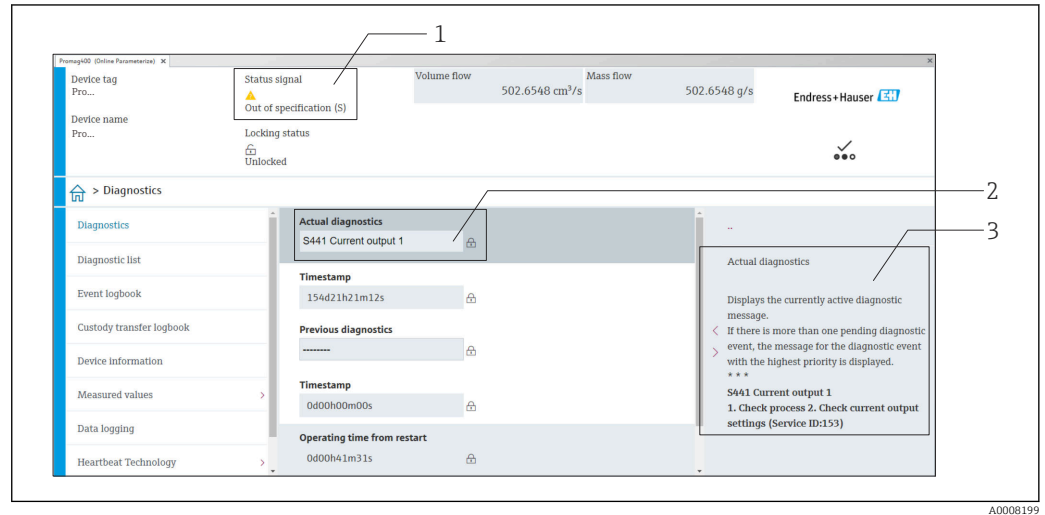 1
Promag400 (Online Parameterize) ×
×
Device tag
Pro...
Device name
Pro...
Status signal
Out of specification (S)
Locking status
Unlocked
Volume flow
502.6548 cm³/s
Mass flow
502.6548 g/s
Endress+Hauser EH
> Diagnostics
2
3
Diagnostics
Diagnostic list
Event logbook
Custody transfer logbook
Device information
Measured values >
Data logging
Heartbeat Technology >
Actual diagnostics
S441 Current output 1
Timestamp
154d21h21m12s
Previous diagnostics
--------
Timestamp
0d00h00m00s
Operating time from restart
0d00h41m31s
..
Actual diagnostics
Displays the currently active diagnostic
message.
If there is more than one pending diagnostic
event, the message for the diagnostic event
with the highest priority is displayed.
* * *
S441 Current output 1
1. Check process 2. Check current output
settings (Service ID:153)
A0008199